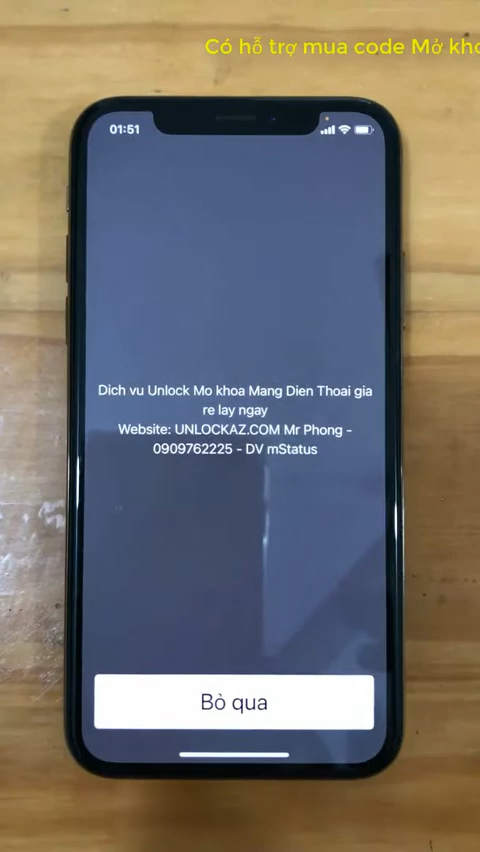 Có hỗ trợ mua code Mở kho
01:51
Dich vu Unlock Mo khoa Mang Dien Thoai gia
re lay ngay
Website: UNLOCKAZ.COM Mr Phong -
0909762225 - DV mStatus
Bỏ qua